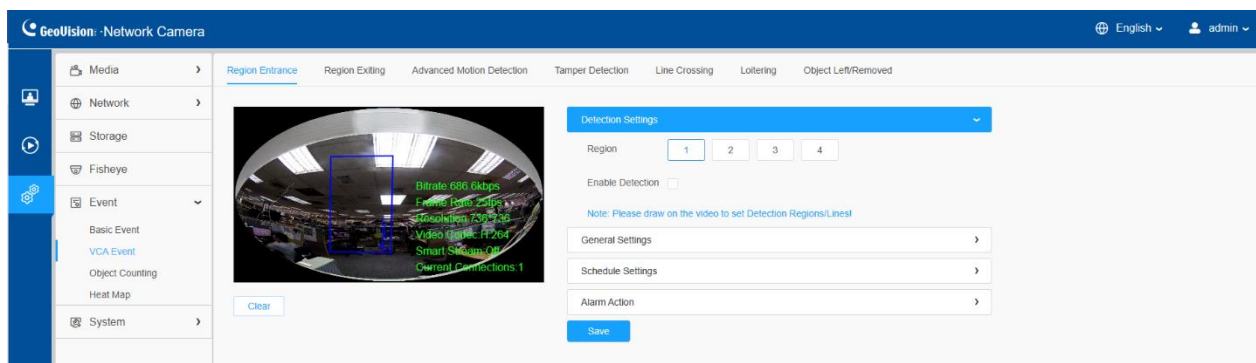 GeoVision: -Network Camera
English
admin
Media
Network
Storage
Fisheye
Event
Basic Event
VCA Event
Object Counting
Heat Map
System
Region Entrance Region Exiting Advanced Motion Detection Tamper Detection Line Crossing Loitering Object Left/Removed
Bitrate:686.6kbps
Frame Rate:25fps
Resolution:736*736
Video Codec:H.264
Smart Stream:Off
Current Connections:1
Clear
Detection Settings
Region 1 2 3 4
Enable Detection
Note: Please draw on the video to set Detection Regions/Lines!
General Settings
Schedule Settings
Alarm Action
Save